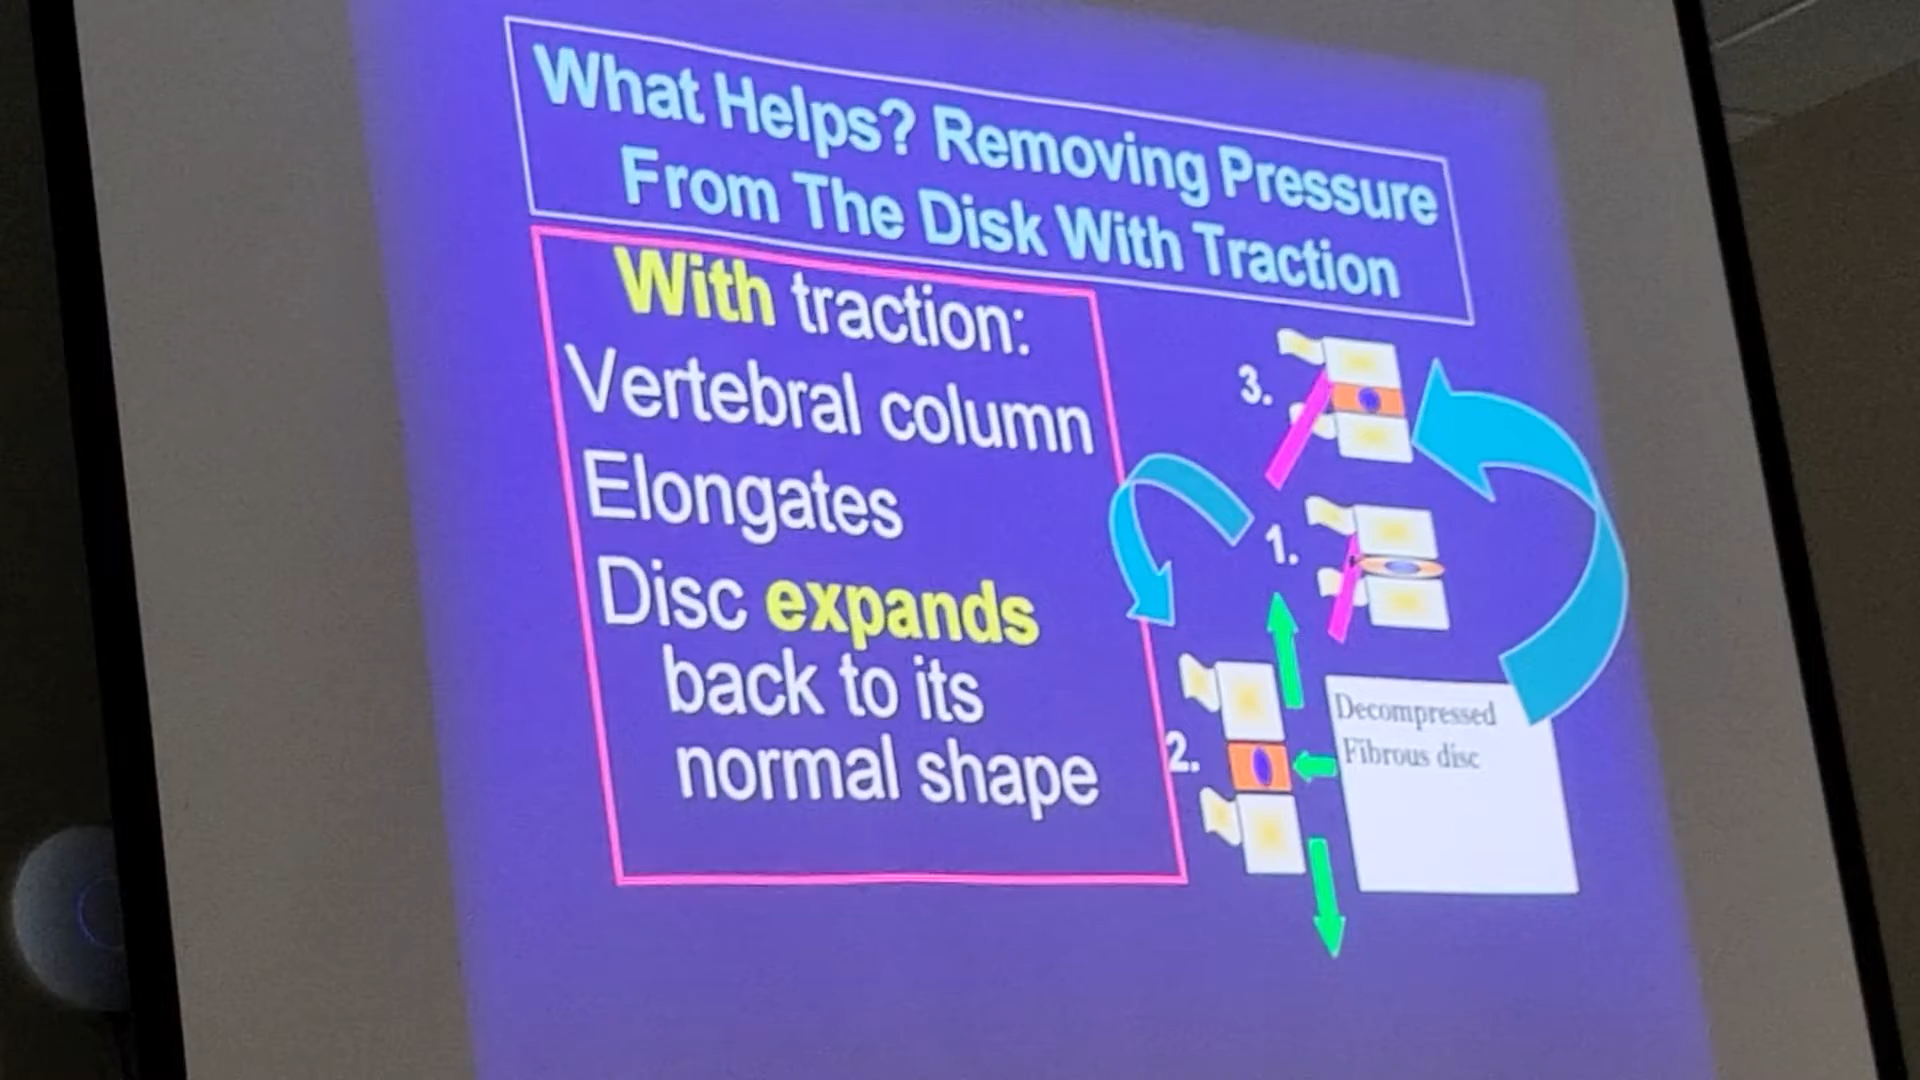 What Helps? Removing Pressure
From The Disk With Traction
With traction:
Vertebral column
Elongates
Disc expands
back to its
normal shape
3.
1.
2.
Decompressed
Fibrous disc